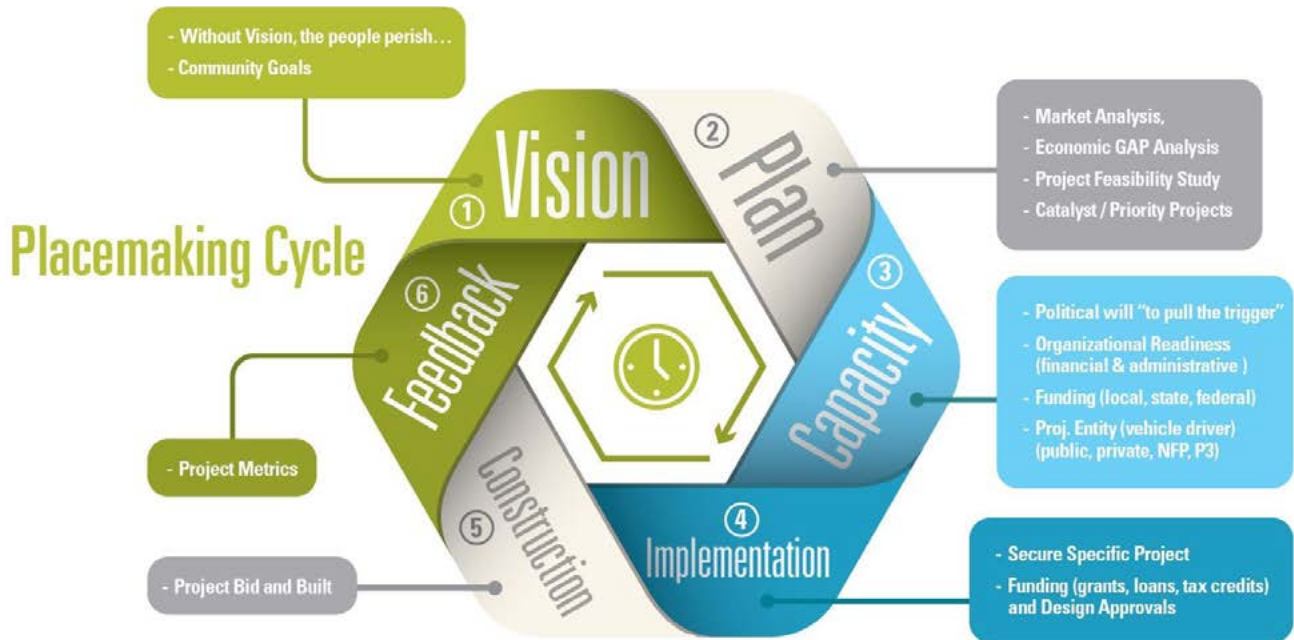 Placemaking Cycle
- Without Vision, the people perish...
- Community Goals
① Vision
② Plan
- Market Analysis,
- Economic GAP Analysis
- Project Feasibility Study
- Catalyst / Priority Projects
③ Capacity
- Political will "to pull the trigger"
- Organizational Readiness
(financial & administrative )
- Funding (local, state, federal)
- Proj. Entity (vehicle driver)
(public, private, NFP, P3)
④ Implementation
- Secure Specific Project
- Funding (grants, loans, tax credits)
and Design Approvals
⑤ Construction
- Project Bid and Built
⑥ Feedback
- Project Metrics